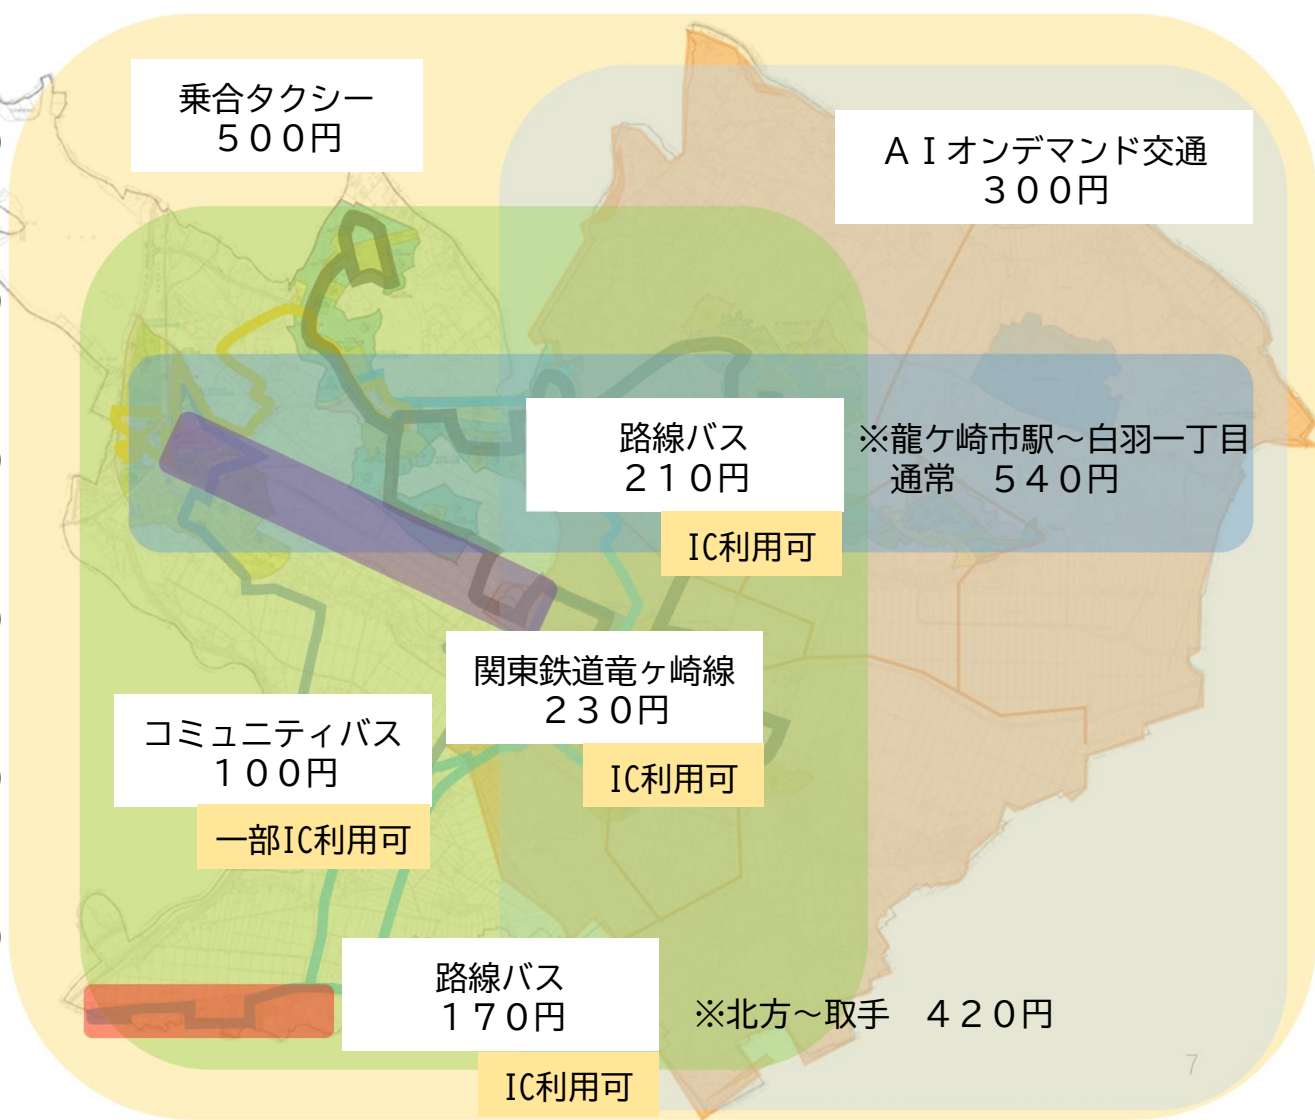 乗合タクシー
５００円
ＡＩオンデマンド交通
３００円
路線バス
２１０円
IC利用可
※龍ケ崎市駅～白羽一丁目
通常　５４０円
関東鉄道竜ヶ崎線
２３０円
IC利用可
コミュニティバス
１００円
一部IC利用可
路線バス
１７０円
IC利用可
※北方～取手　４２０円
7